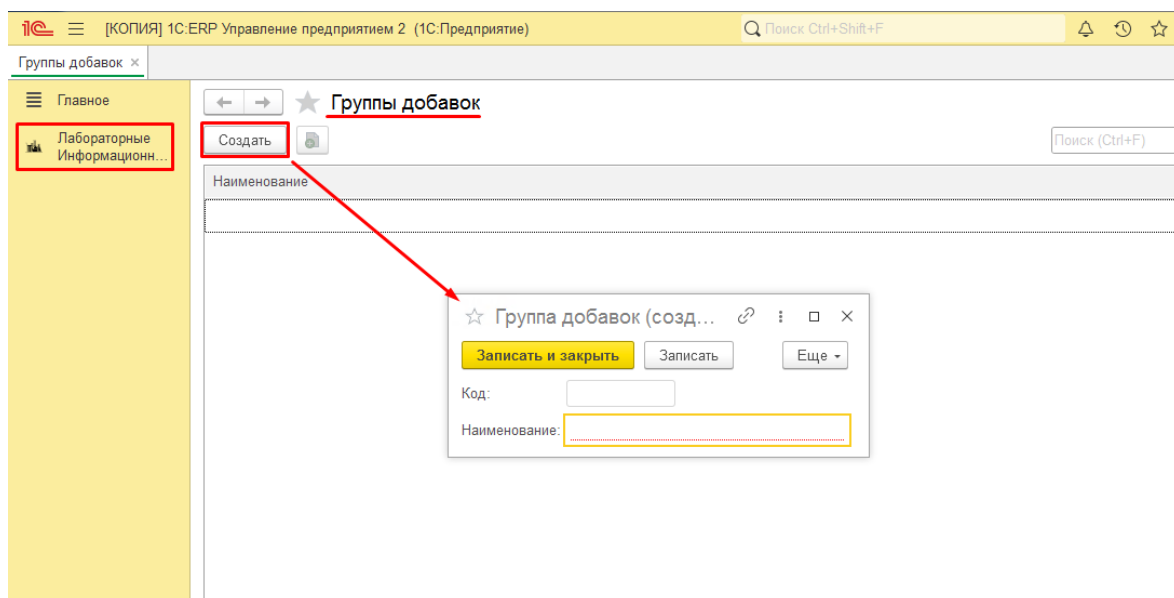 1С [КОПИЯ] 1С:ERP Управление предприятием 2 (1С:Предприятие) Поиск Ctrl+Shift+F
Группы добавок ×
Главное
Лабораторные
Информационн...
Группы добавок
Создать Поиск (Ctrl+F)
Наименование
Группа добавок (созд...
Записать и закрыть Записать Еще
Код:
Наименование: